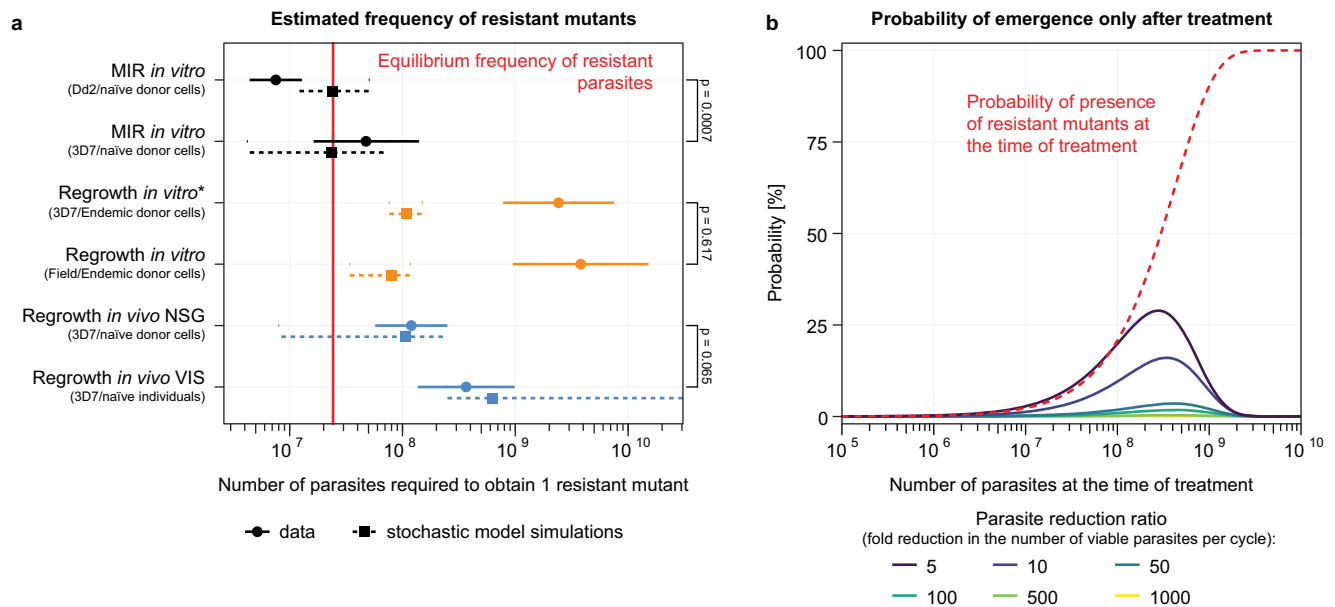 a
Estimated frequency of resistant mutants
MIR in vitro
(Dd2/naïve donor cells)
MIR in vitro
(3D7/naïve donor cells)
Regrowth in vitro*
(3D7/Endemic donor cells)
Regrowth in vitro
(Field/Endemic donor cells)
Regrowth in vivo NSG
(3D7/naïve donor cells)
Regrowth in vivo VIS
(3D7/naïve individuals)
Equilibrium frequency of resistant
parasites
p = 0.0007
p = 0.617
p = 0.065
10^7 10^8 10^9 10^10
Number of parasites required to obtain 1 resistant mutant
data stochastic model simulations
b
Probability of emergence only after treatment
Probability [%]
100
75
50
25
0
Probability of presence
of resistant mutants at
the time of treatment
10^5 10^6 10^7 10^8 10^9 10^10
Number of parasites at the time of treatment
Parasite reduction ratio
(fold reduction in the number of viable parasites per cycle):
5 10 50
100 500 1000